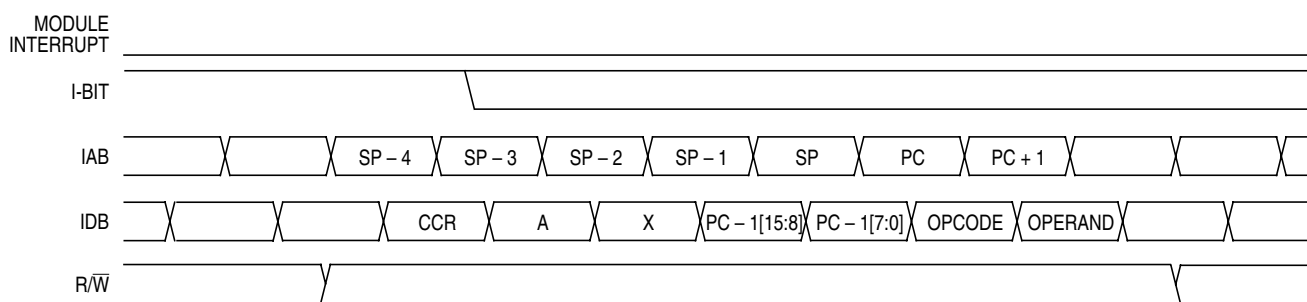 MODULE
INTERRUPT
I-BIT
IAB SP – 4 SP – 3 SP – 2 SP – 1 SP PC PC + 1
IDB CCR A X PC – 1[15:8] PC – 1[7:0] OPCODE OPERAND
R/W̅